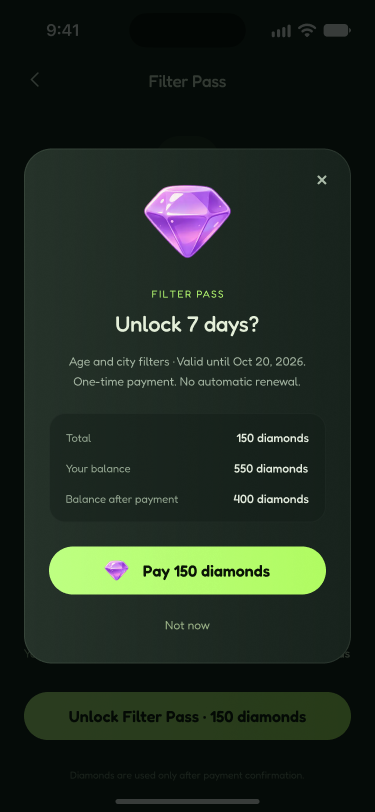 9:41
Filter Pass
FILTER PASS
Unlock 7 days?
Age and city filters · Valid until Oct 20, 2026.
One-time payment. No automatic renewal.
Total 150 diamonds
Your balance 550 diamonds
Balance after payment 400 diamonds
Pay 150 diamonds
Not now
Unlock Filter Pass · 150 diamonds
Diamonds are used only after payment confirmation.